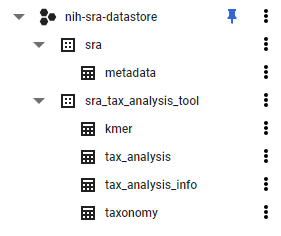 nih-sra-datastore
sra
metadata
sra_tax_analysis_tool
kmer
tax_analysis
tax_analysis_info
taxonomy